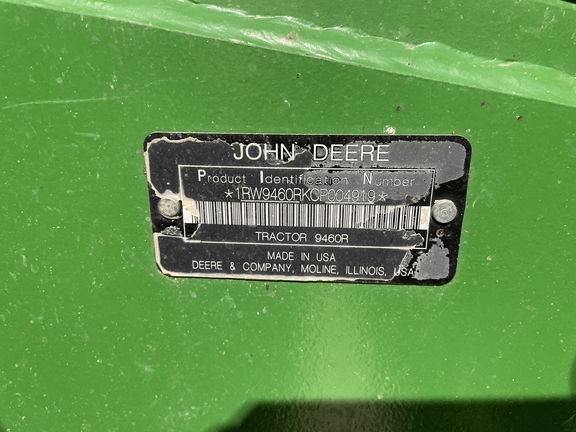 JOHN DEERE
Product Identification Number
*1RW9460RKCP004919*
TRACTOR 9460R
MADE IN USA
DEERE & COMPANY, MOLINE, ILLINOIS, USA